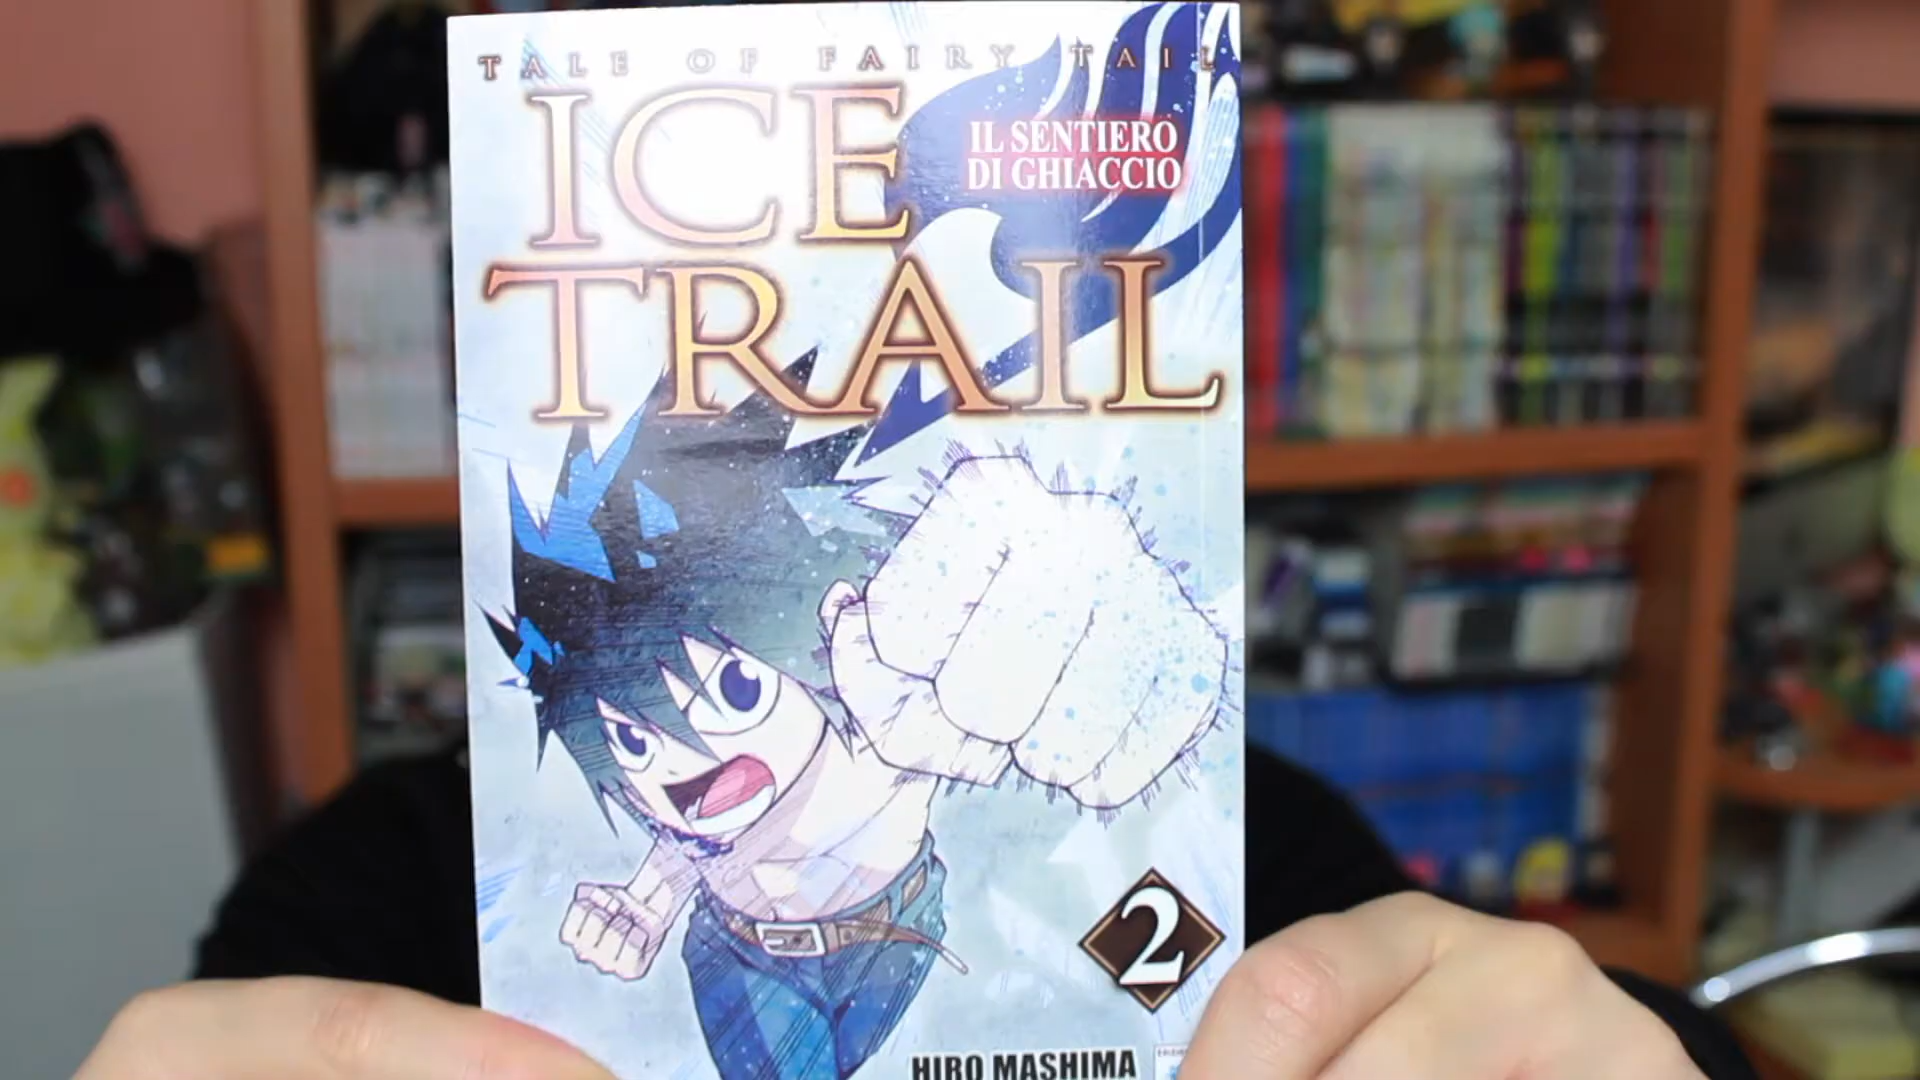 TALE OF FAIRY TAIL
ICE
IL SENTIERO
DI GHIACCIO
TRAIL
2
HIRO MASHIMA